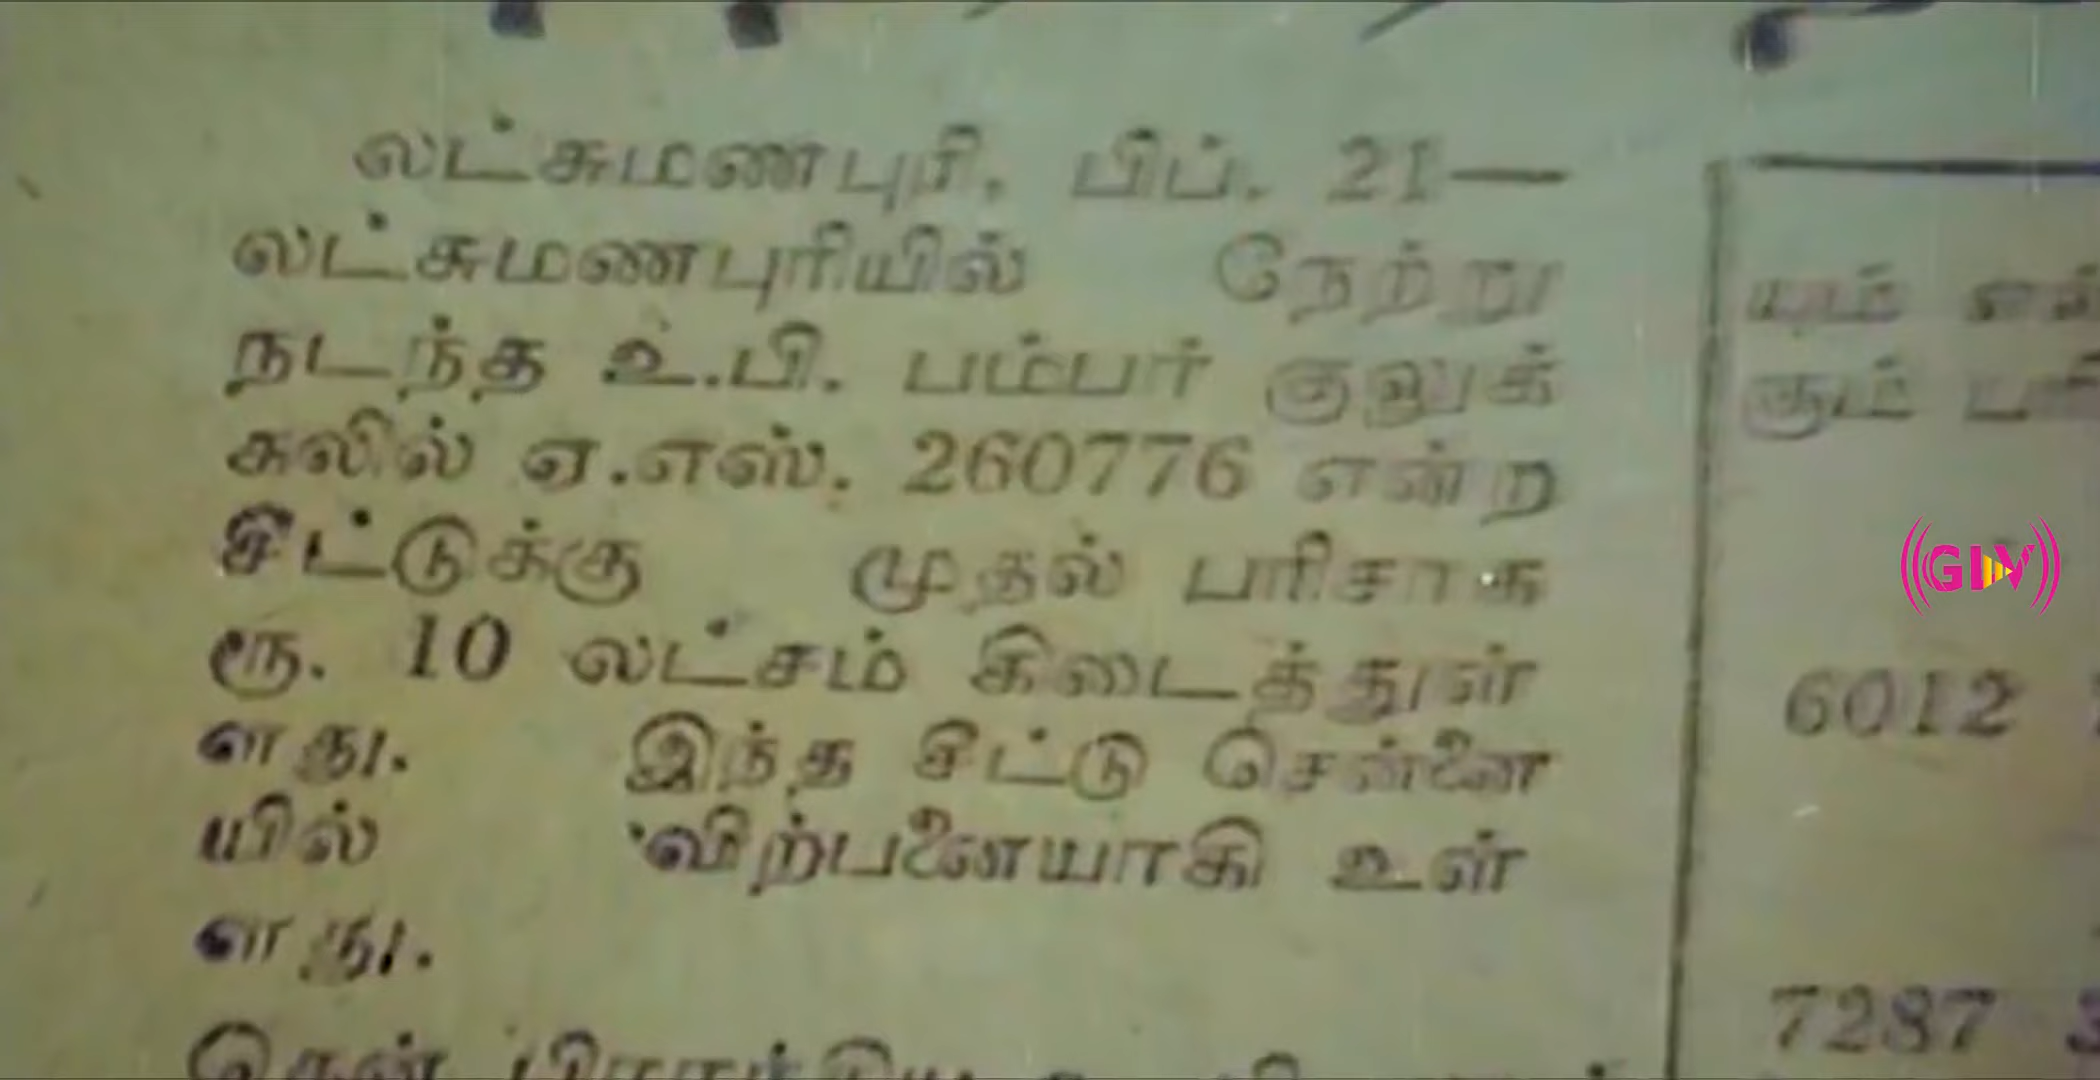 லட்சுமணபுரி, பிப். 21—
லட்சுமணபுரியில் நேற்று
நடந்த உ.பி. பம்பர் குலுக்
கலில் ஏ.எஸ். 260776 என்ற
சீட்டுக்கு முதல் பரிசாக
ரூ. 10 லட்சம் கிடைத்துள்
ளது. இந்த சீட்டு சென்னை
யில் விற்பனையாகி உள்
ளது.
யும்
கும்
6012
7287
GLV